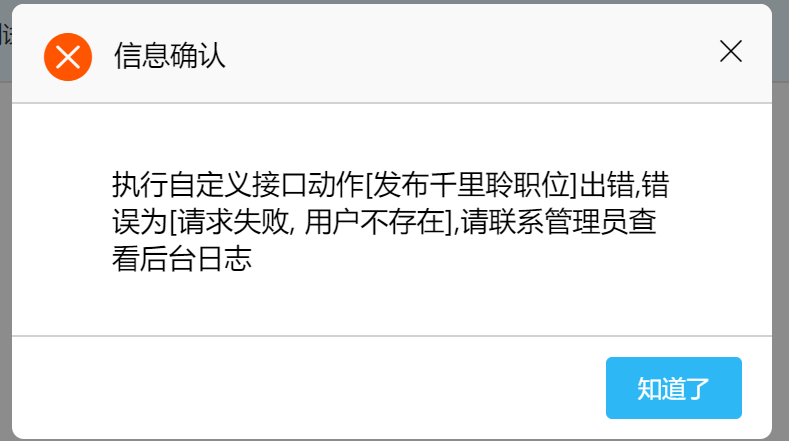 信息确认
执行自定义接口动作[发布千里聆职位]出错,错
误为[请求失败, 用户不存在],请联系管理员查
看后台日志
知道了